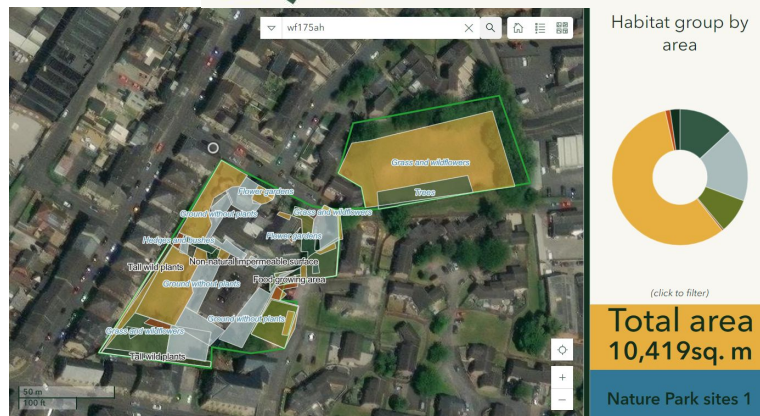 wf175ah
Habitat group by
area
Grass and wildflowers
Trees
Flower gardens
Ground without plants
Grass and wildflowers
Flower gardens
Hedges and bushes
Non-natural impermeable surface
Tall wild plants
Food growing area
Ground without plants
Ground without plants
Grass and wildflowers
Tall wild plants
50 m
100 ft
(click to filter)
Total area
10,419sq. m
Nature Park sites 1